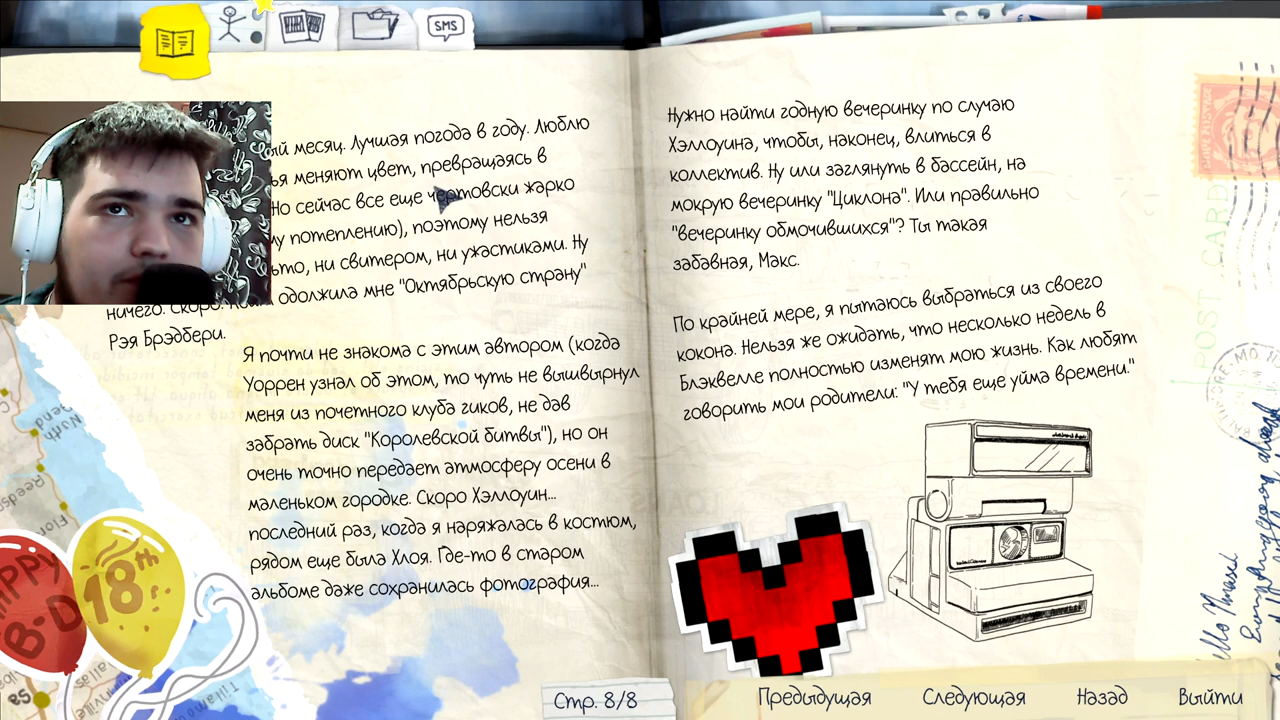 SMS
ый месяц. Лучшая погода в году. Люблю
ья меняют цвет, превращаясь в
Но сейчас все еще чертовски жарко
му потеплению), поэтому нельзя
ьто, ни свитером, ни ужастиками. Ну
ничего. Скоро. одолжила мне "Октябрьскую страну"
Рэя Брэдбери.
Я почти не знакома с этим автором (когда
Уоррен узнал об этом, то чуть не вышвырнул
меня из почетного клуба гиков, не дав
забрать диск "Королевской битвы"), но он
очень точно передает атмосферу осени в
маленьком городке. Скоро Хэллоуин...
последний раз, когда я наряжалась в костюм,
рядом еще была Хлоя. Где-то в старом
альбоме даже сохранилась фотография...
Нужно найти годную вечеринку по случаю
Хэллоуина, чтобы, наконец, влиться в
коллектив. Ну или заглянуть в бассейн, на
мокрую вечеринку "Циклона". Или правильно
"вечеринку обмочившихся"? Ты такая
забавная, Макс.
По крайней мере, я пытаюсь выбраться из своего
кокона. Нельзя же ожидать, что несколько недель в
Блэквелле полностью изменят мою жизнь. Как любят
говорить мои родители: "У тебя еще уйма времени."
POST CARD
18th
B-D
North
Bend
Стр. 8/8
Предыдущая
Следующая
Назад
Выйти